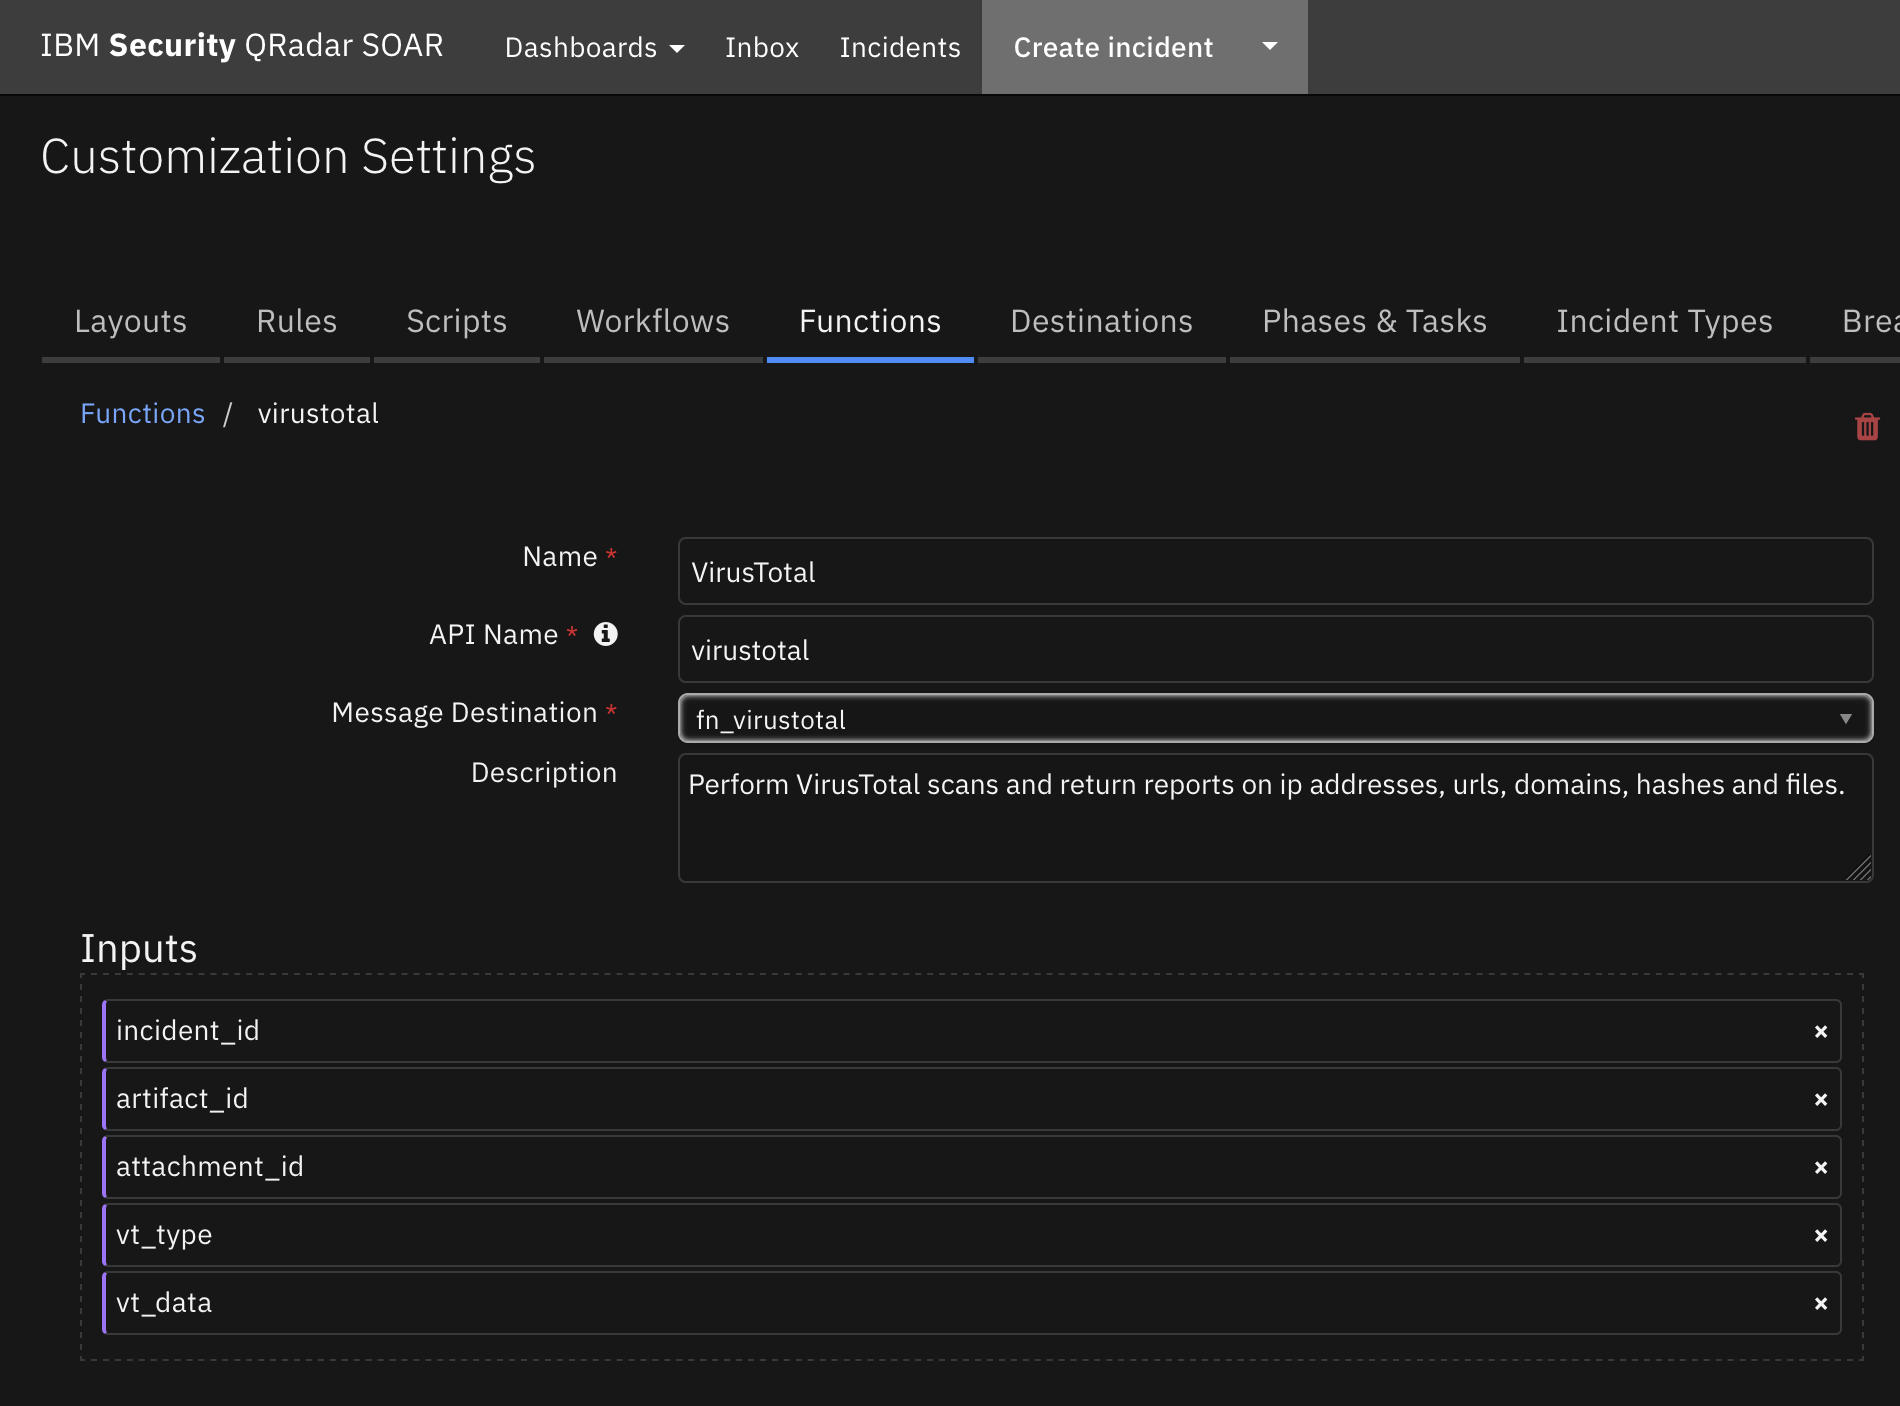 IBM Security QRadar SOAR Dashboards Inbox Incidents Create incident
Customization Settings
Layouts Rules Scripts Workflows Functions Destinations Phases & Tasks Incident Types Brea
Functions / virustotal
Name * VirusTotal
API Name * virustotal
Message Destination * fn_virustotal
Description Perform VirusTotal scans and return reports on ip addresses, urls, domains, hashes and files.
Inputs
incident_id ×
artifact_id ×
attachment_id ×
vt_type ×
vt_data ×